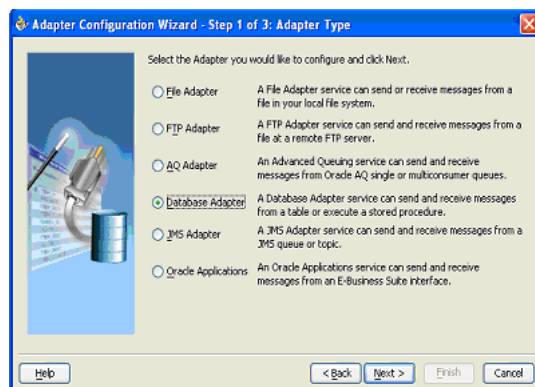 Adapter Configuration Wizard - Step 1 of 3: Adapter Type
Select the Adapter you would like to configure and click Next.
File Adapter
A File Adapter service can send or receive messages from a
file in your local file system.
FTP Adapter
A FTP Adapter service can send and receive messages from a
file at a remote FTP server.
AQ Adapter
An Advanced Queuing service can send and receive
messages from Oracle AQ single or multiconsumer queues.
Database Adapter
A Database Adapter service can send and receive messages
from a table or execute a stored procedure.
JMS Adapter
A JMS Adapter service can send and receive messages from a
JMS queue or topic.
Oracle Applications
An Oracle Applications service can send and receive
messages from an E-Business Suite interface.
Help
< Back
Next >
Finish
Cancel